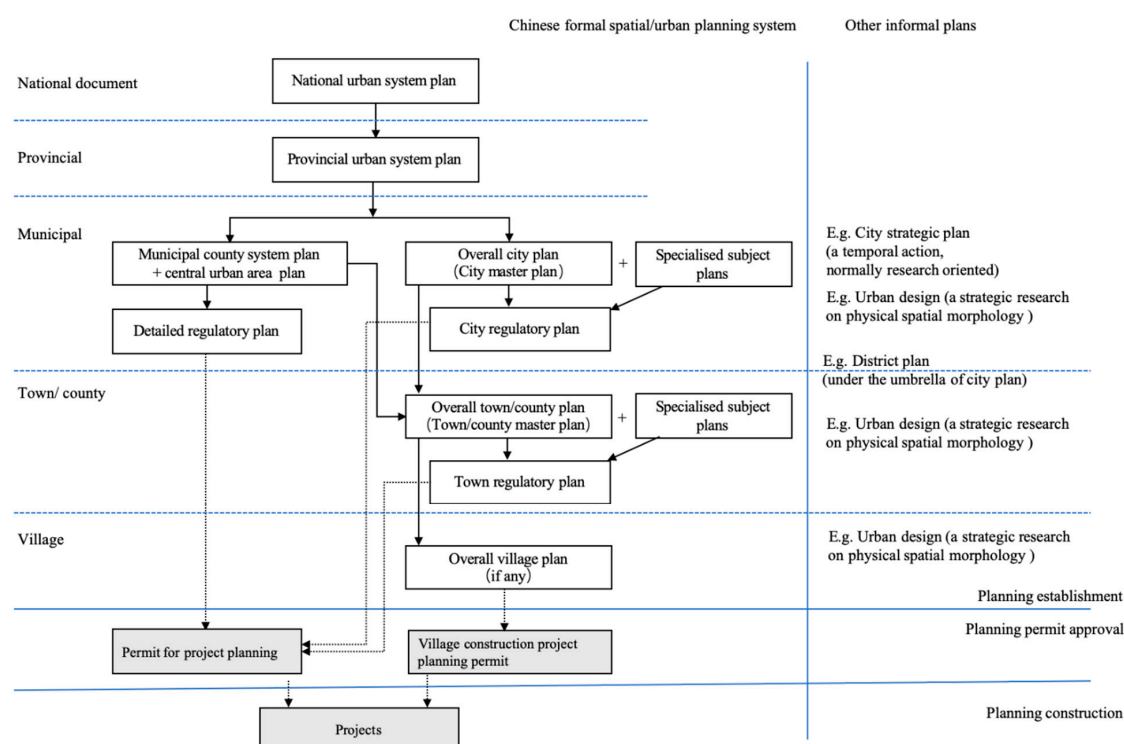 Chinese formal spatial/urban planning system
Other informal plans
National document
National urban system plan
Provincial
Provincial urban system plan
Municipal
Municipal county system plan
+ central urban area plan
Overall city plan
(City master plan)
+
Specialised subject
plans
E.g. City strategic plan
(a temporal action,
normally research oriented)
Detailed regulatory plan
City regulatory plan
E.g. Urban design (a strategic research
on physical spatial morphology )
E.g. District plan
(under the umbrella of city plan)
Town/ county
Overall town/county plan
(Town/county master plan)
+
Specialised subject
plans
E.g. Urban design (a strategic research
on physical spatial morphology )
Town regulatory plan
Village
Overall village plan
(if any)
E.g. Urban design (a strategic research
on physical spatial morphology )
Planning establishment
Planning permit approval
Permit for project planning
Village construction project
planning permit
Planning construction
Projects